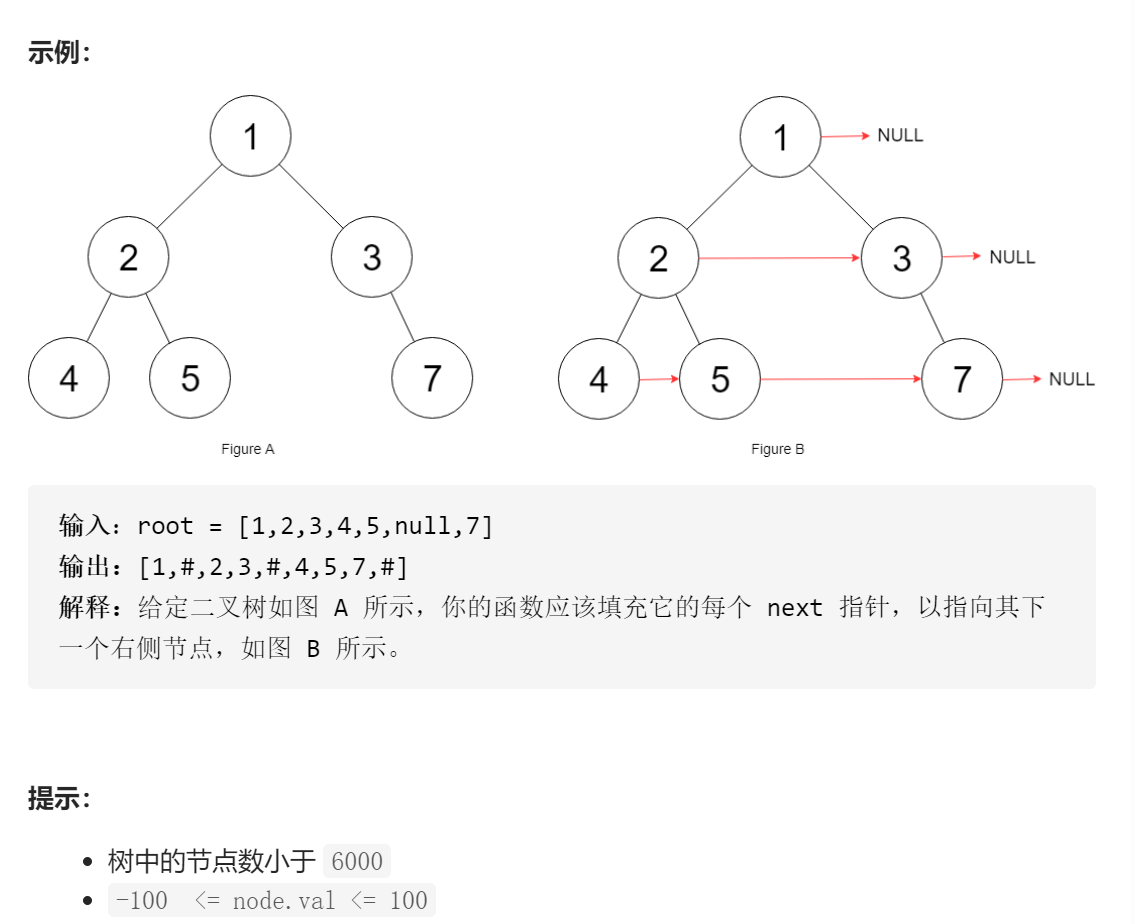 示例:
1
2 3
4 5 7
Figure A
1 NULL
2 3 NULL
4 5 7 NULL
Figure B
输入: root = [1,2,3,4,5,null,7]
输出: [1,#,2,3,#,4,5,7,#]
解释: 给定二叉树如图 A 所示，你的函数应该填充它的每个 next 指针，以指向其下
一个右侧节点，如图 B 所示。
提示:
• 树中的节点数小于 6000
• -100 <= node.val <= 100